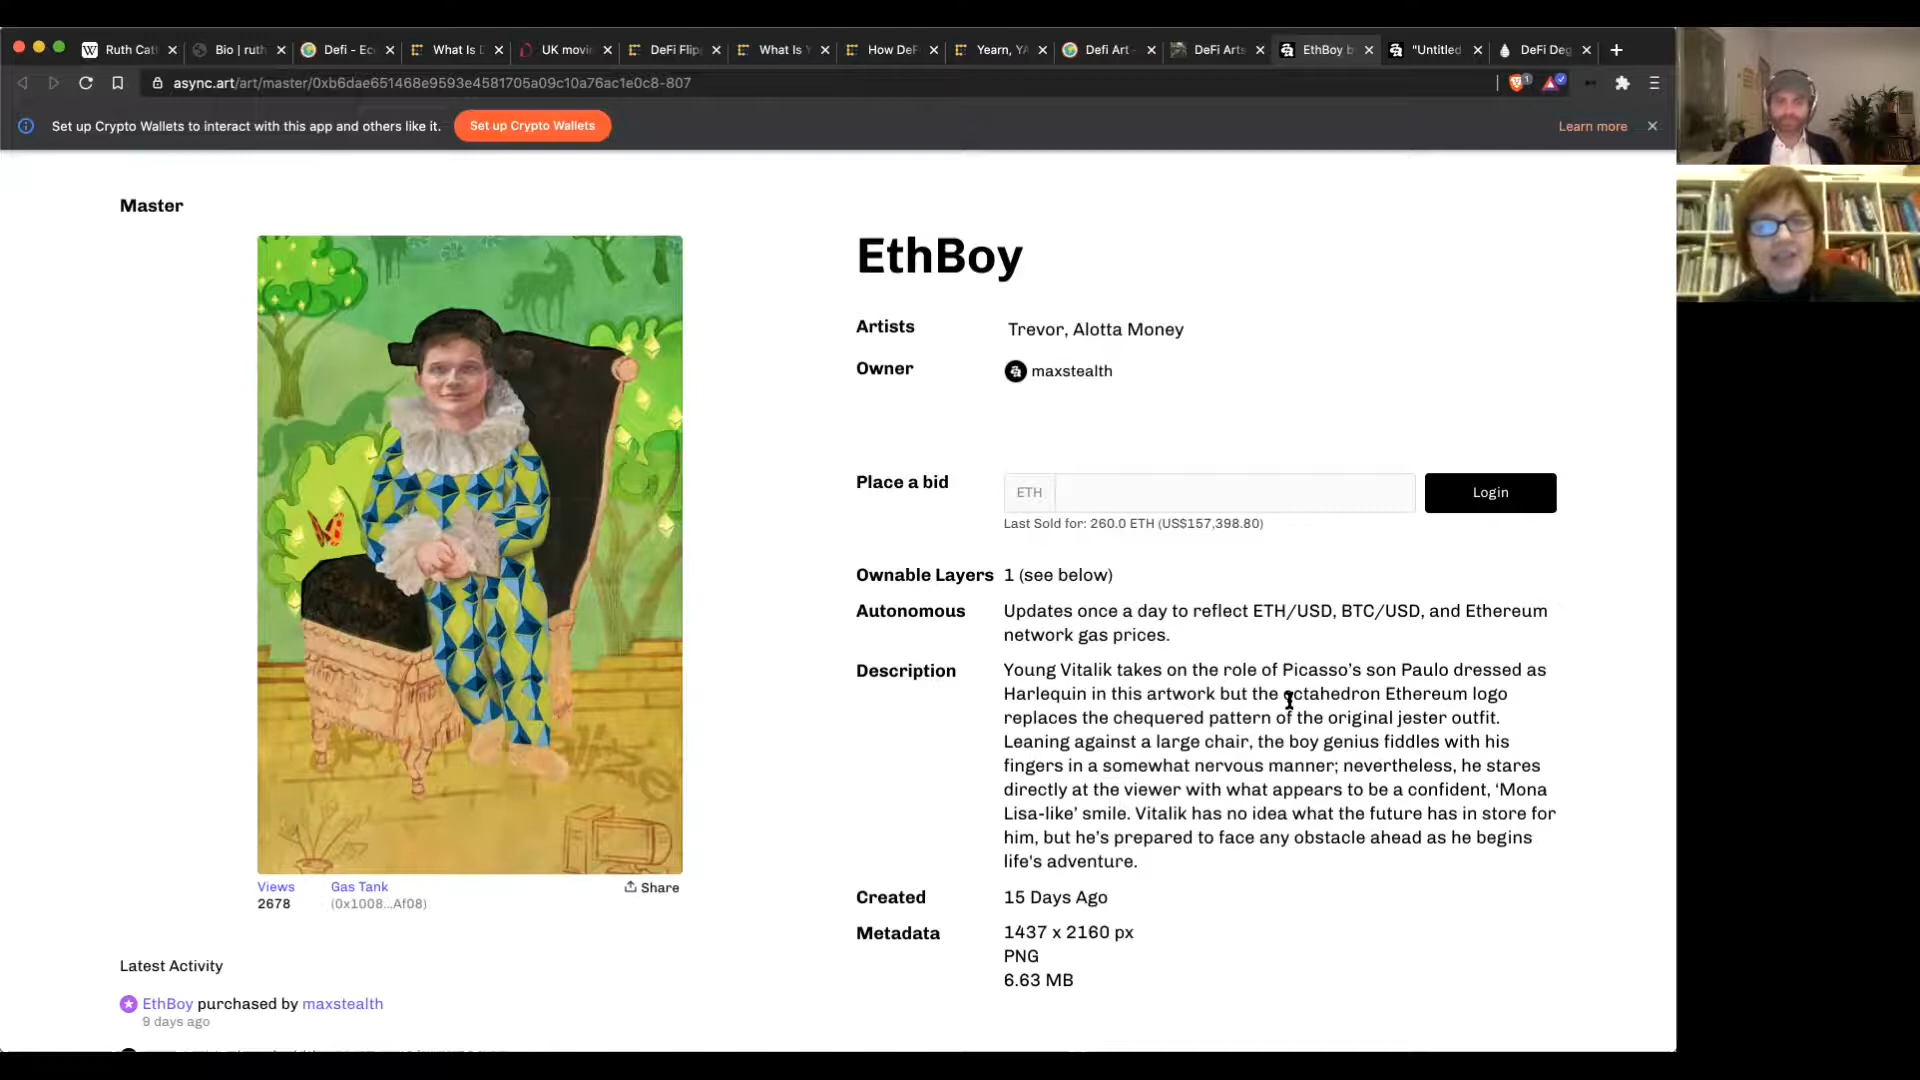 Ruth Cat
Bio | ruth
Defi - Ec
What Is
UK movi
DeFi Flip
What Is
How DeF
Yearn, YA
Defi Art -
DeFi Arts
EthBoy b
"Untitled
DeFi Deg
async.art/art/master/0xb6dae651468e9593e4581705a09c10a76ac1e0c8-807
Set up Crypto Wallets to interact with this app and others like it.
Set up Crypto Wallets
Learn more
Master
EthBoy
Artists
Trevor, Alotta Money
Owner
maxstealth
Place a bid
ETH
Login
Last Sold for: 260.0 ETH (US$157,398.80)
Ownable Layers
1 (see below)
Autonomous
Updates once a day to reflect ETH/USD, BTC/USD, and Ethereum
network gas prices.
Description
Young Vitalik takes on the role of Picasso's son Paulo dressed as
Harlequin in this artwork but the octahedron Ethereum logo
replaces the chequered pattern of the original jester outfit.
Leaning against a large chair, the boy genius fiddles with his
fingers in a somewhat nervous manner; nevertheless, he stares
directly at the viewer with what appears to be a confident, ‘Mona
Lisa-like’ smile. Vitalik has no idea what the future has in store for
him, but he's prepared to face any obstacle ahead as he begins
life's adventure.
Created
15 Days Ago
Metadata
1437 x 2160 px
PNG
6.63 MB
Views
2678
Gas Tank
(0x1008...Af08)
Share
Latest Activity
EthBoy purchased by maxstealth
9 days ago